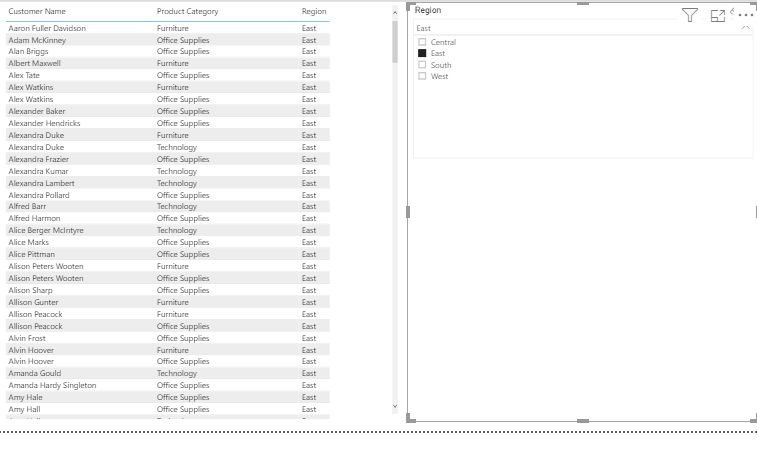 Customer Name Product Category Region
Aaron Fuller Davidson Furniture East
Adam McKinney Office Supplies East
Alan Briggs Office Supplies East
Albert Maxwell Furniture East
Alex Tate Office Supplies East
Alex Watkins Furniture East
Alex Watkins Office Supplies East
Alexander Baker Office Supplies East
Alexander Hendricks Office Supplies East
Alexandra Duke Furniture East
Alexandra Duke Technology East
Alexandra Frazier Office Supplies East
Alexandra Kumar Technology East
Alexandra Lambert Technology East
Alexandra Pollard Office Supplies East
Alfred Barr Technology East
Alfred Harmon Office Supplies East
Alice Berger McIntyre Technology East
Alice Marks Office Supplies East
Alice Pittman Office Supplies East
Alison Peters Wooten Furniture East
Alison Peters Wooten Office Supplies East
Alison Sharp Office Supplies East
Allison Gunter Furniture East
Allison Peacock Furniture East
Allison Peacock Office Supplies East
Alvin Frost Office Supplies East
Alvin Hoover Furniture East
Alvin Hoover Office Supplies East
Amanda Gould Technology East
Amanda Hardy Singleton Office Supplies East
Amy Hale Office Supplies East
Amy Hall Office Supplies East
Region
East
Central
East
South
West